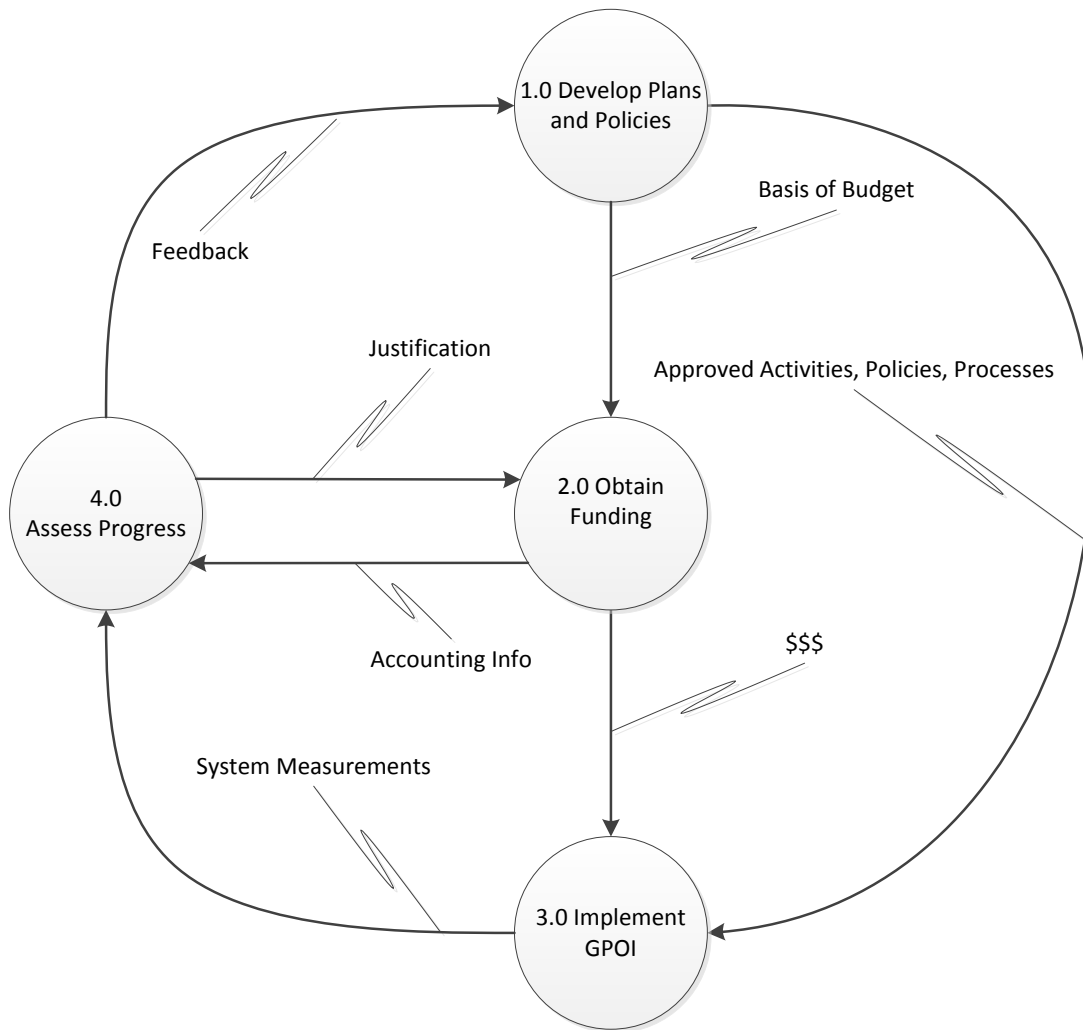 1.0 Develop Plans
and Policies
Basis of Budget
Feedback
Justification
Approved Activities, Policies, Processes
4.0
Assess Progress
2.0 Obtain
Funding
Accounting Info
$$$
System Measurements
3.0 Implement
GPOI